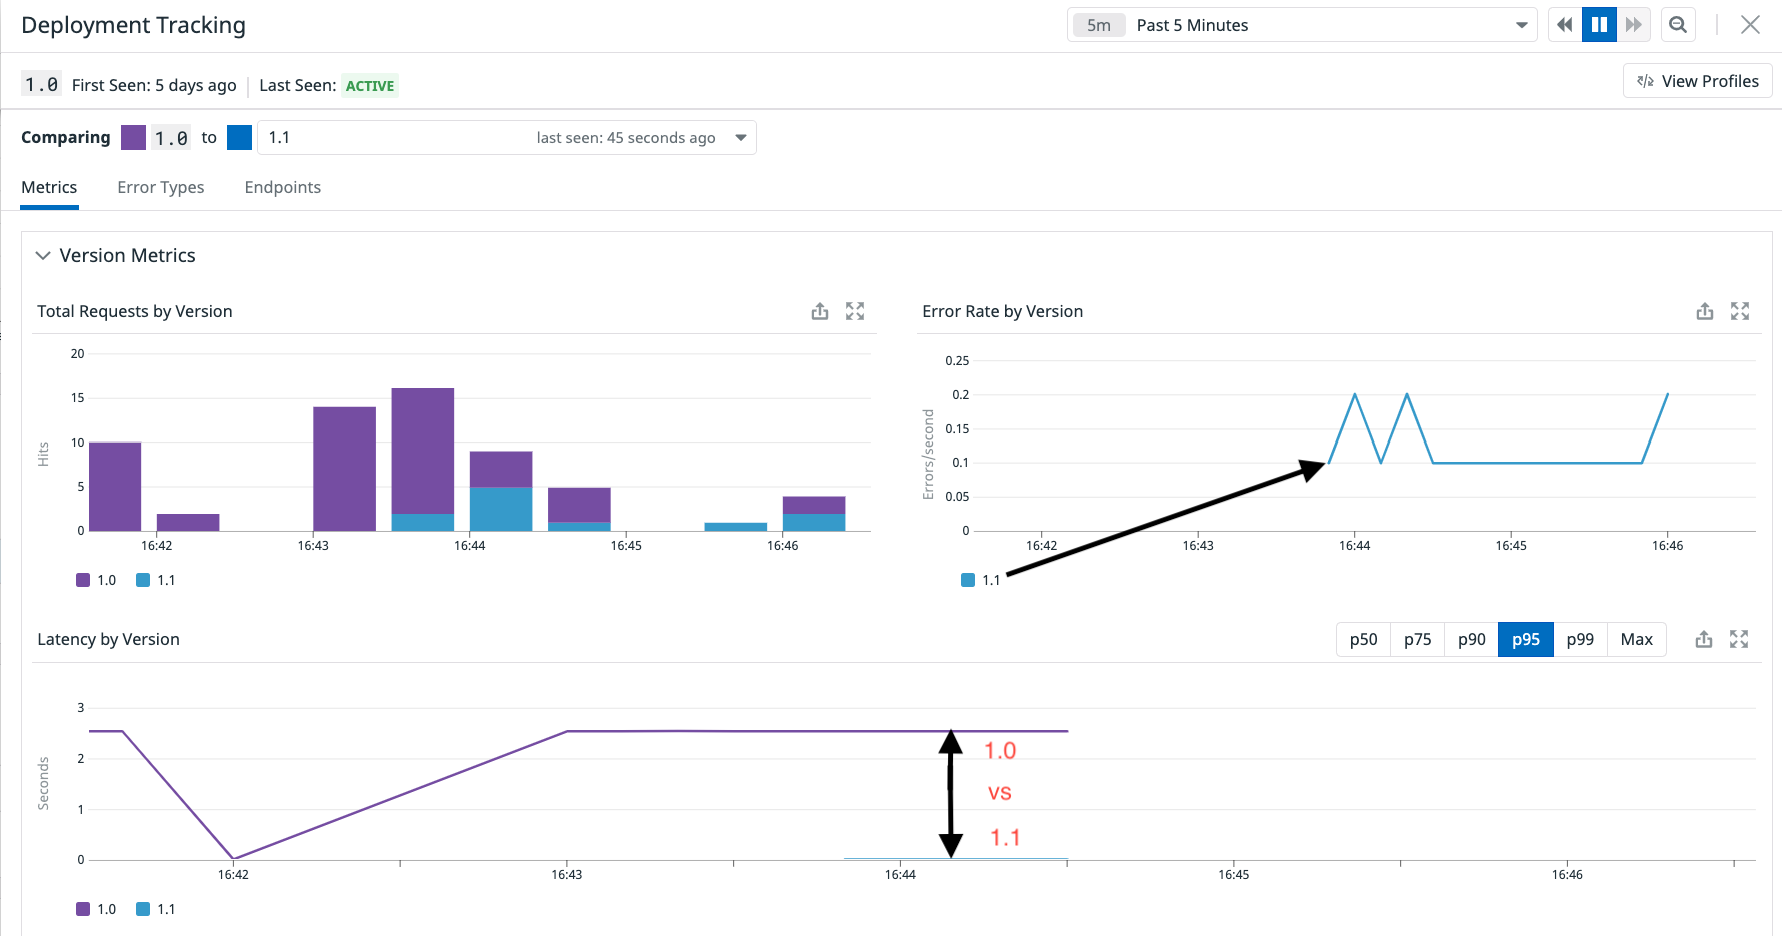 Deployment Tracking
5m Past 5 Minutes
1.0 First Seen: 5 days ago Last Seen: ACTIVE
View Profiles
Comparing 1.0 to 1.1 last seen: 45 seconds ago
Metrics Error Types Endpoints
Version Metrics
Total Requests by Version
Hits
20
15
10
5
0
16:42 16:43 16:44 16:45 16:46
1.0 1.1
Error Rate by Version
Errors/second
0.25
0.2
0.15
0.1
0.05
0
16:42 16:43 16:44 16:45 16:46
1.1
Latency by Version
p50 p75 p90 p95 p99 Max
Seconds
3
2
1
0
1.0
vs
1.1
16:42 16:43 16:44 16:45 16:46
1.0 1.1